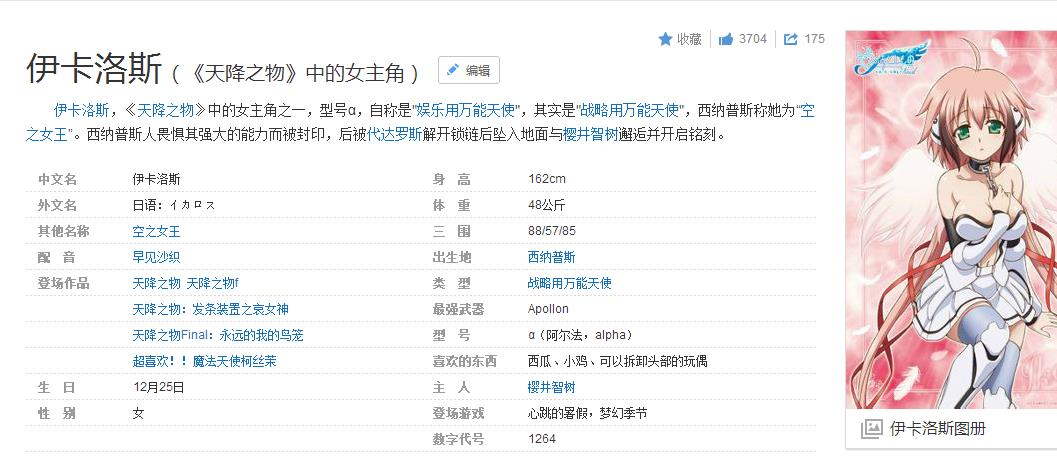 收藏 3704 175
伊卡洛斯（《天降之物》中的女主角） 编辑
伊卡洛斯，《天降之物》中的女主角之一，型号α，自称是"娱乐用万能天使"，其实是"战略用万能天使"，西纳普斯称她为“空
之女王”。西纳普斯人畏惧其强大的能力而被封印，后被代达罗斯解开锁链后坠入地面与樱井智树邂逅并开启铭刻。
中文名 伊卡洛斯 身高 162cm
外文名 日语：イカロス 体重 48公斤
其他名称 空之女王 三围 88/57/85
配音 早见沙织 出生地 西纳普斯
登场作品 天降之物 天降之物f 类型 战略用万能天使
天降之物：发条装置之哀女神 最强武器 Apollon
天降之物Final：永远的我的鸟笼 型号 α（阿尔法，alpha）
超喜欢！！魔法天使柯丝茉 喜欢的东西 西瓜、小鸡、可以拆卸头部的玩偶
生日 12月25日 主人 樱井智树
性别 女 登场游戏 心跳的暑假，梦幻季节
数字代号 1264
伊卡洛斯图册